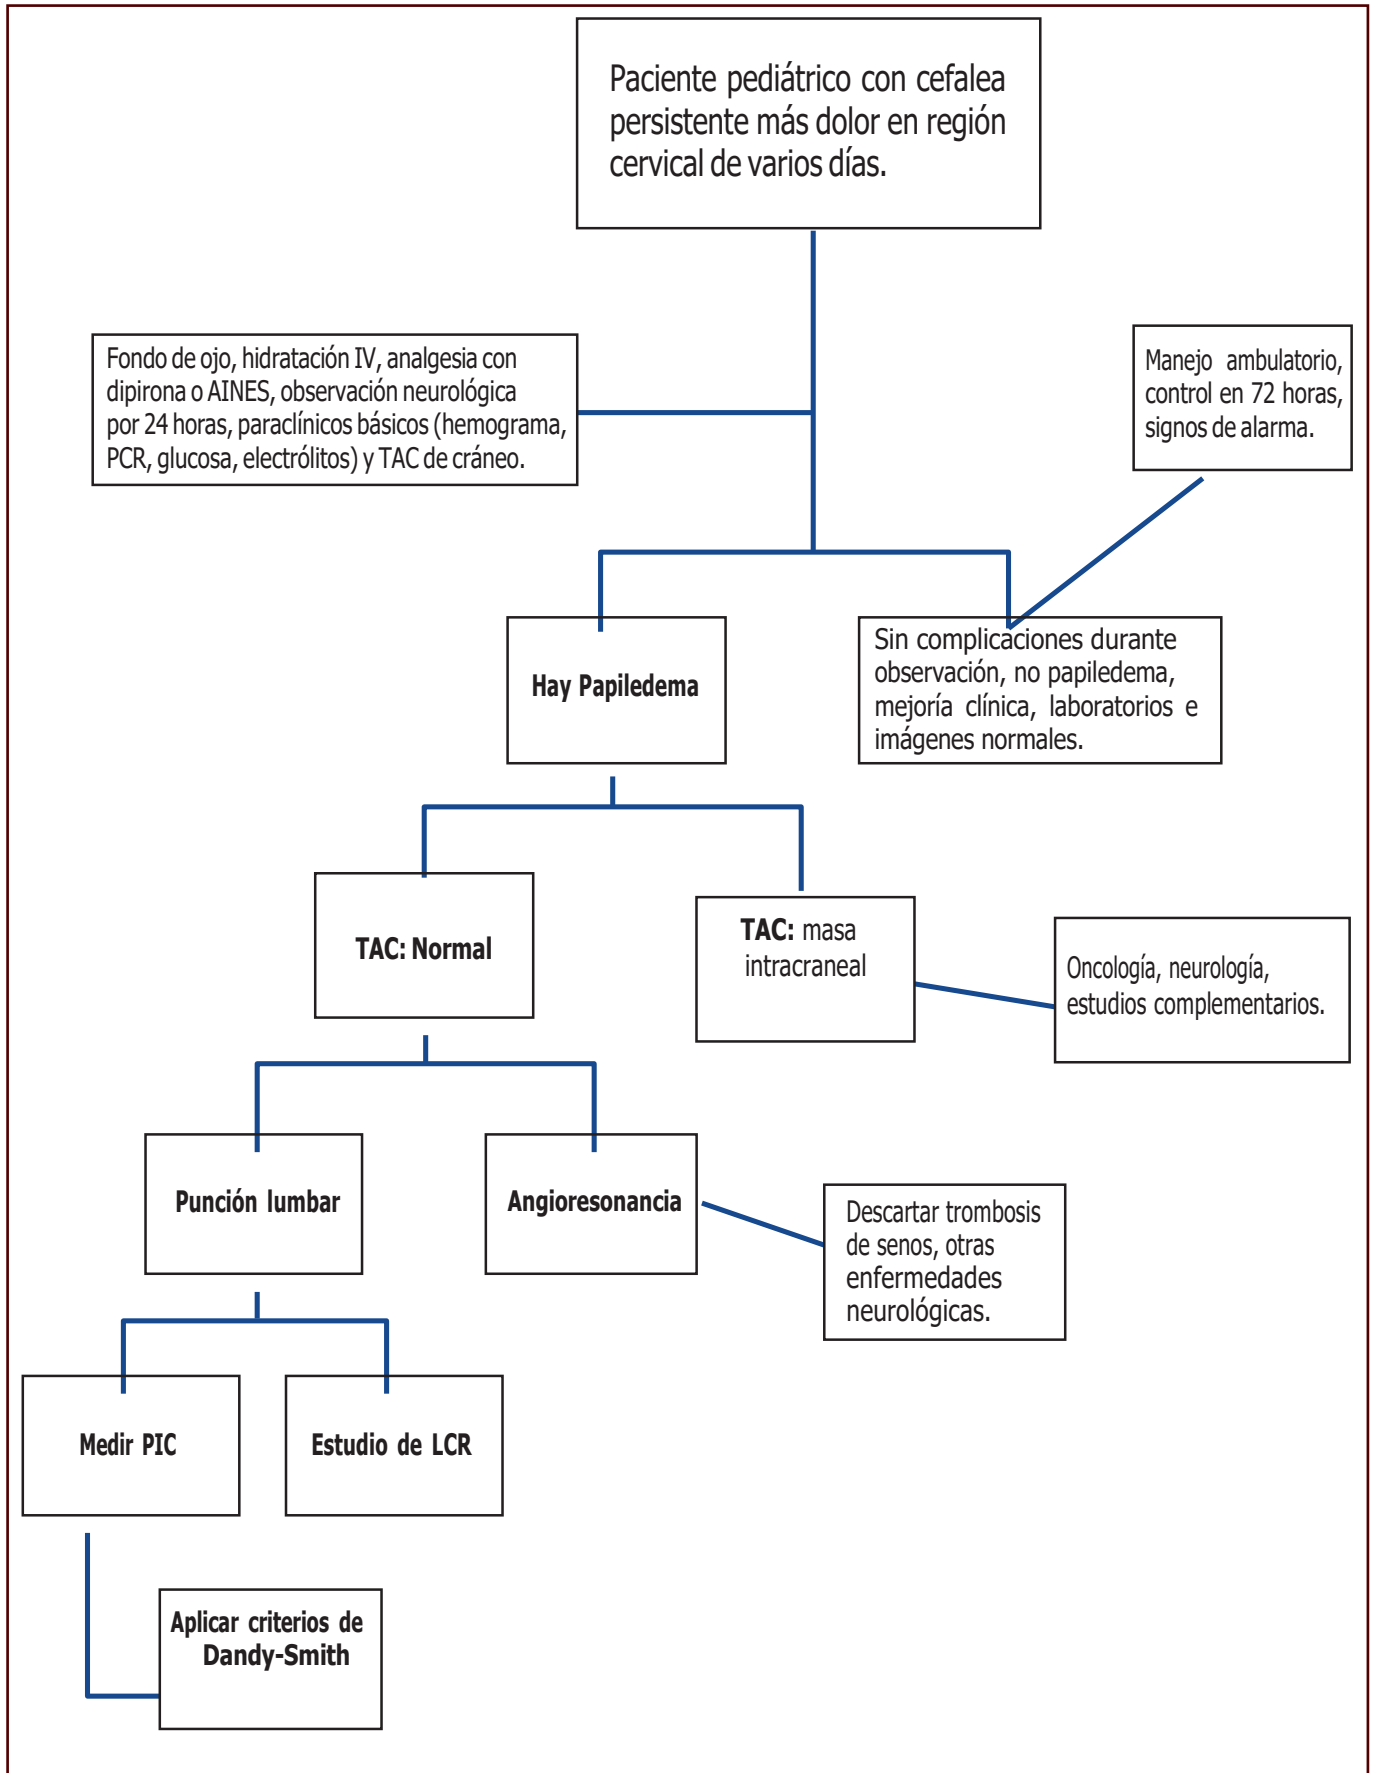 Paciente pediátrico con cefalea
persistente más dolor en región
cervical de varios días.
Fondo de ojo, hidratación IV, analgesia con
dipirona o AINES, observación neurológica
por 24 horas, paraclínicos básicos (hemograma,
PCR, glucosa, electrólitos) y TAC de cráneo.
Manejo ambulatorio,
control en 72 horas,
signos de alarma.
Hay Papiledema
Sin complicaciones durante
observación, no papiledema,
mejoría clínica, laboratorios e
imágenes normales.
TAC: Normal
TAC: masa
intracraneal
Oncología, neurología,
estudios complementarios.
Punción lumbar
Angioresonancia
Descartar trombosis
de senos, otras
enfermedades
neurológicas.
Medir PIC
Estudio de LCR
Aplicar criterios de
Dandy-Smith